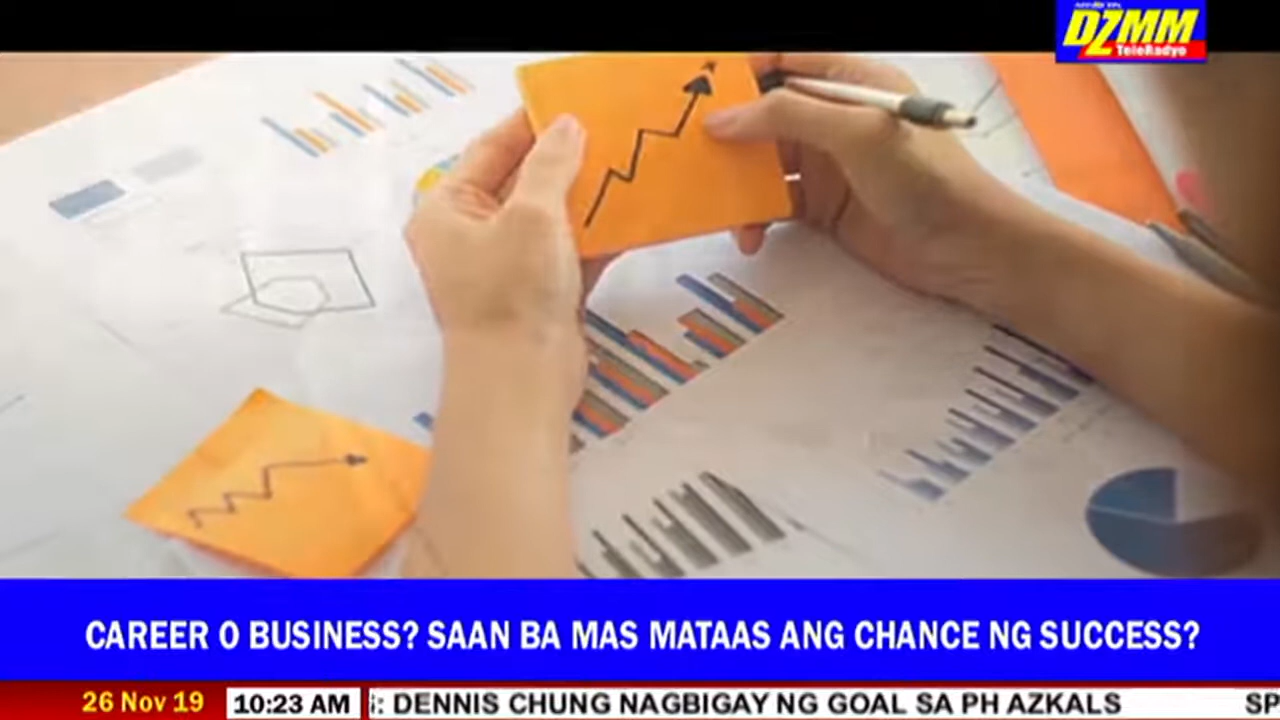 DZMM
TeleRadyo
CAREER O BUSINESS? SAAN BA MAS MATAAS ANG CHANCE NG SUCCESS?
26 Nov 19 10:23 AM : DENNIS CHUNG NAGBIGAY NG GOAL SA PH AZKALS SP